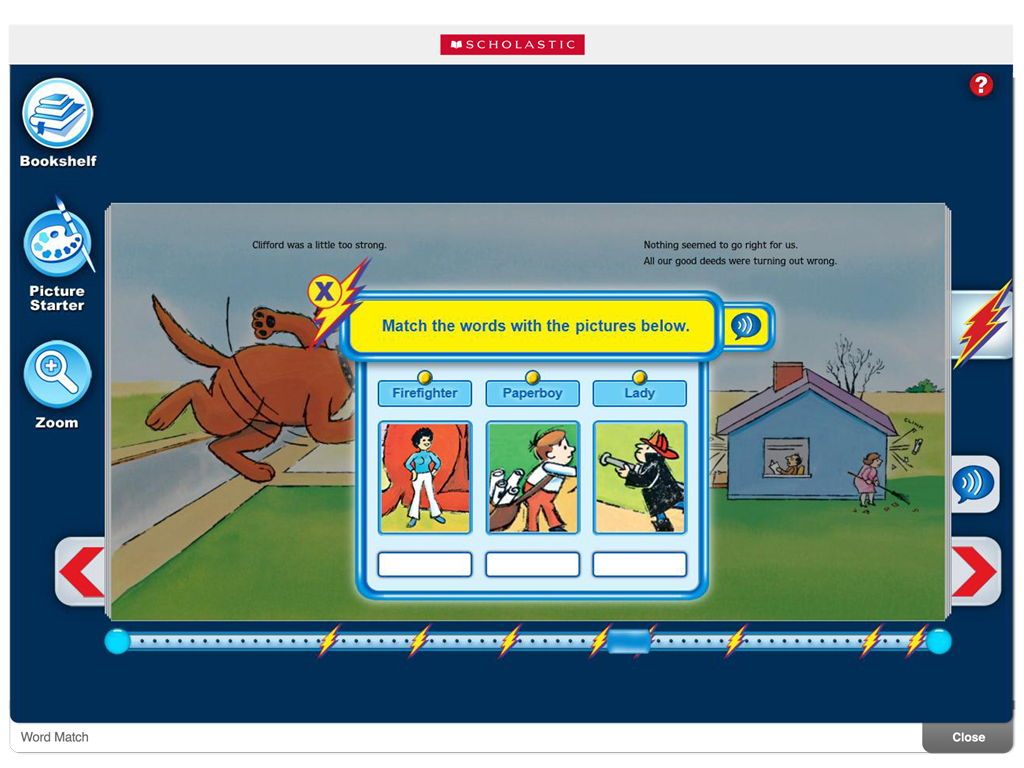 SCHOLASTIC
?
Bookshelf
Picture
Starter
Zoom
Clifford was a little too strong.
Nothing seemed to go right for us.
All our good deeds were turning out wrong.
X
Match the words with the pictures below.
Firefighter
Paperboy
Lady
Word Match
Close